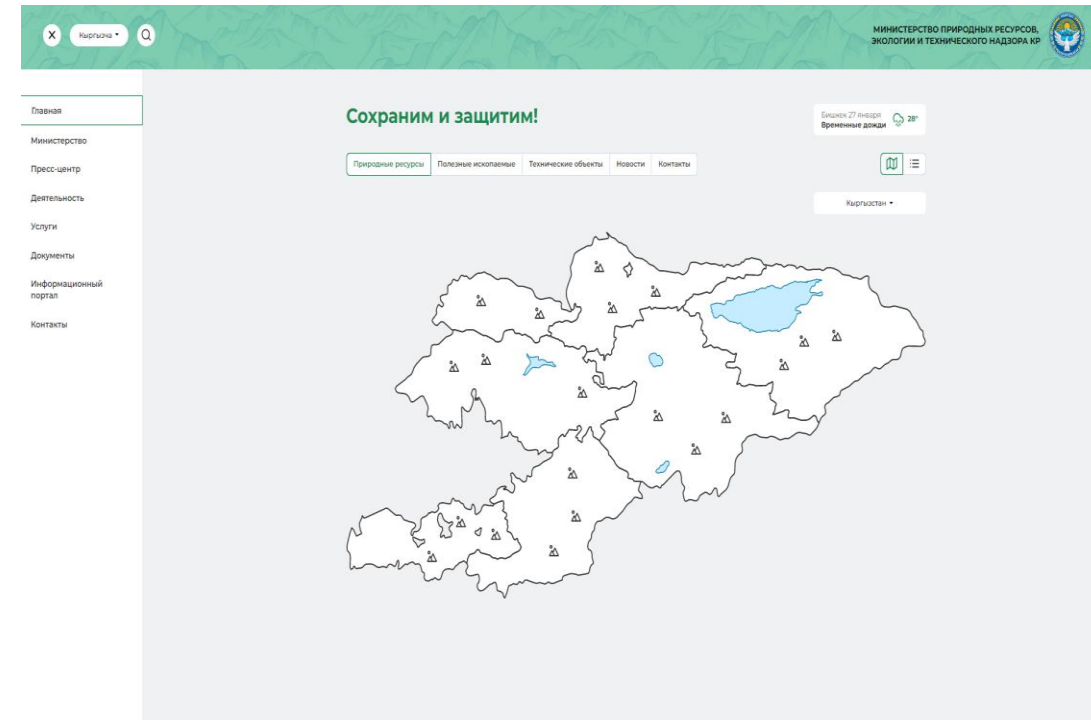 X
Кыргызча
МИНИСТЕРСТВО ПРИРОДНЫХ РЕСУРСОВ,
ЭКОЛОГИИ И ТЕХНИЧЕСКОГО НАДЗОРА КР
Главная
Министерство
Пресс-центр
Деятельность
Услуги
Документы
Информационный
портал
Контакты
Сохраним и защитим!
Бишкек 27 января
Временные дожди
28°
Природные ресурсы
Полезные ископаемые
Технические объекты
Новости
Контакты
Кыргызстан